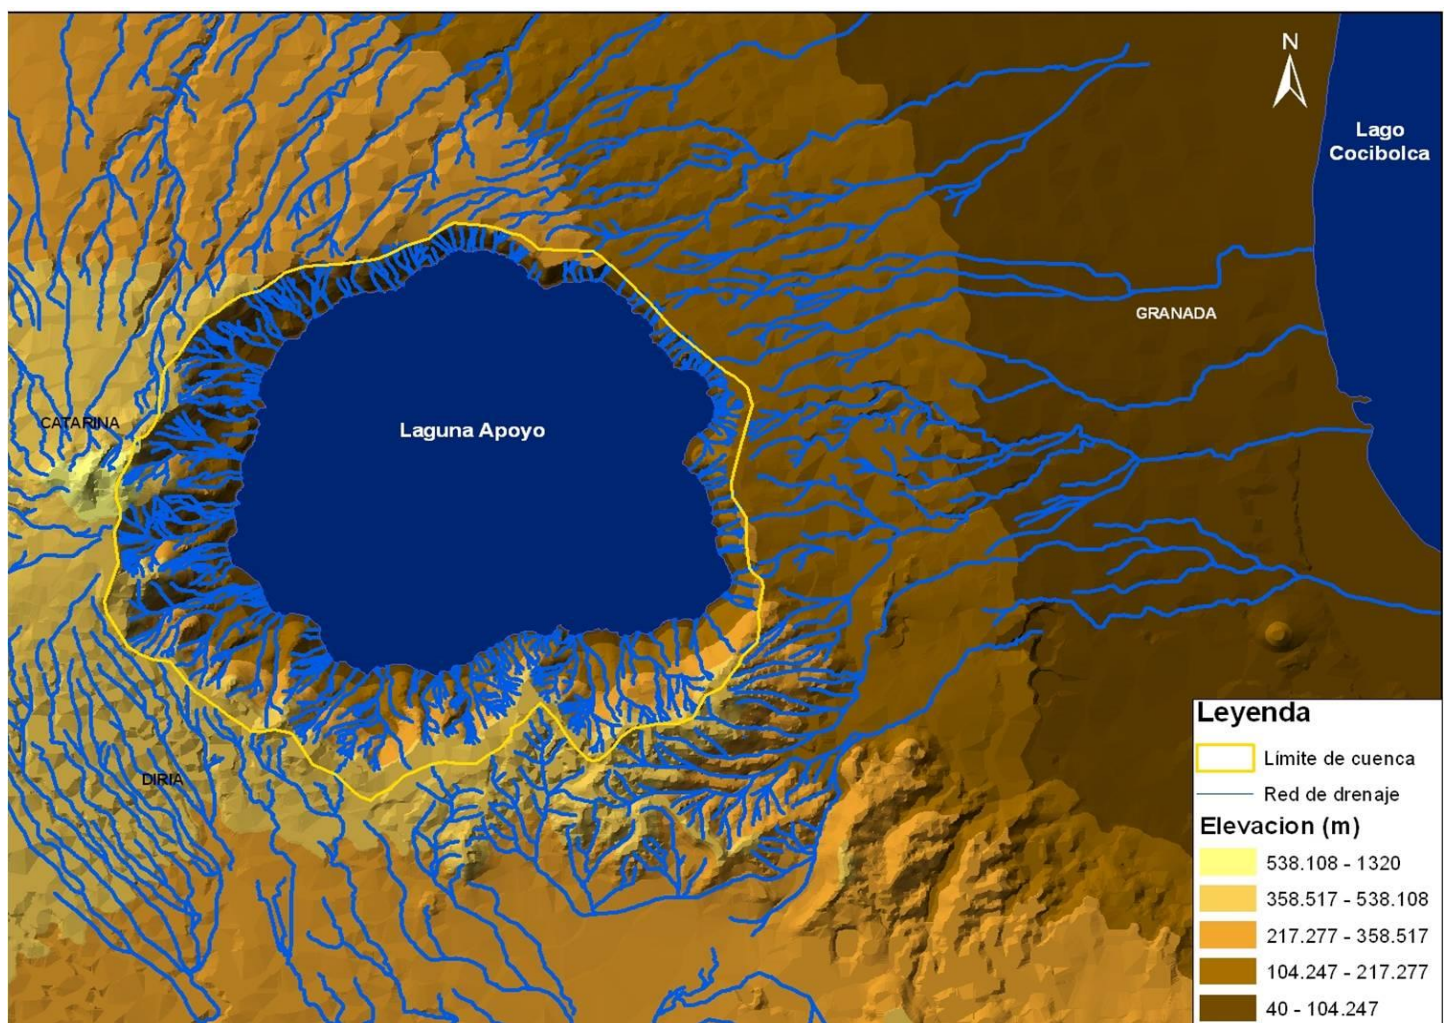 N
Lago
Cocibolca
GRANADA
CATARINA
Laguna Apoyo
DIRIA
Leyenda
Límite de cuenca
Red de drenaje
Elevacion (m)
538.108 - 1320
358.517 - 538.108
217.277 - 358.517
104.247 - 217.277
40 - 104.247